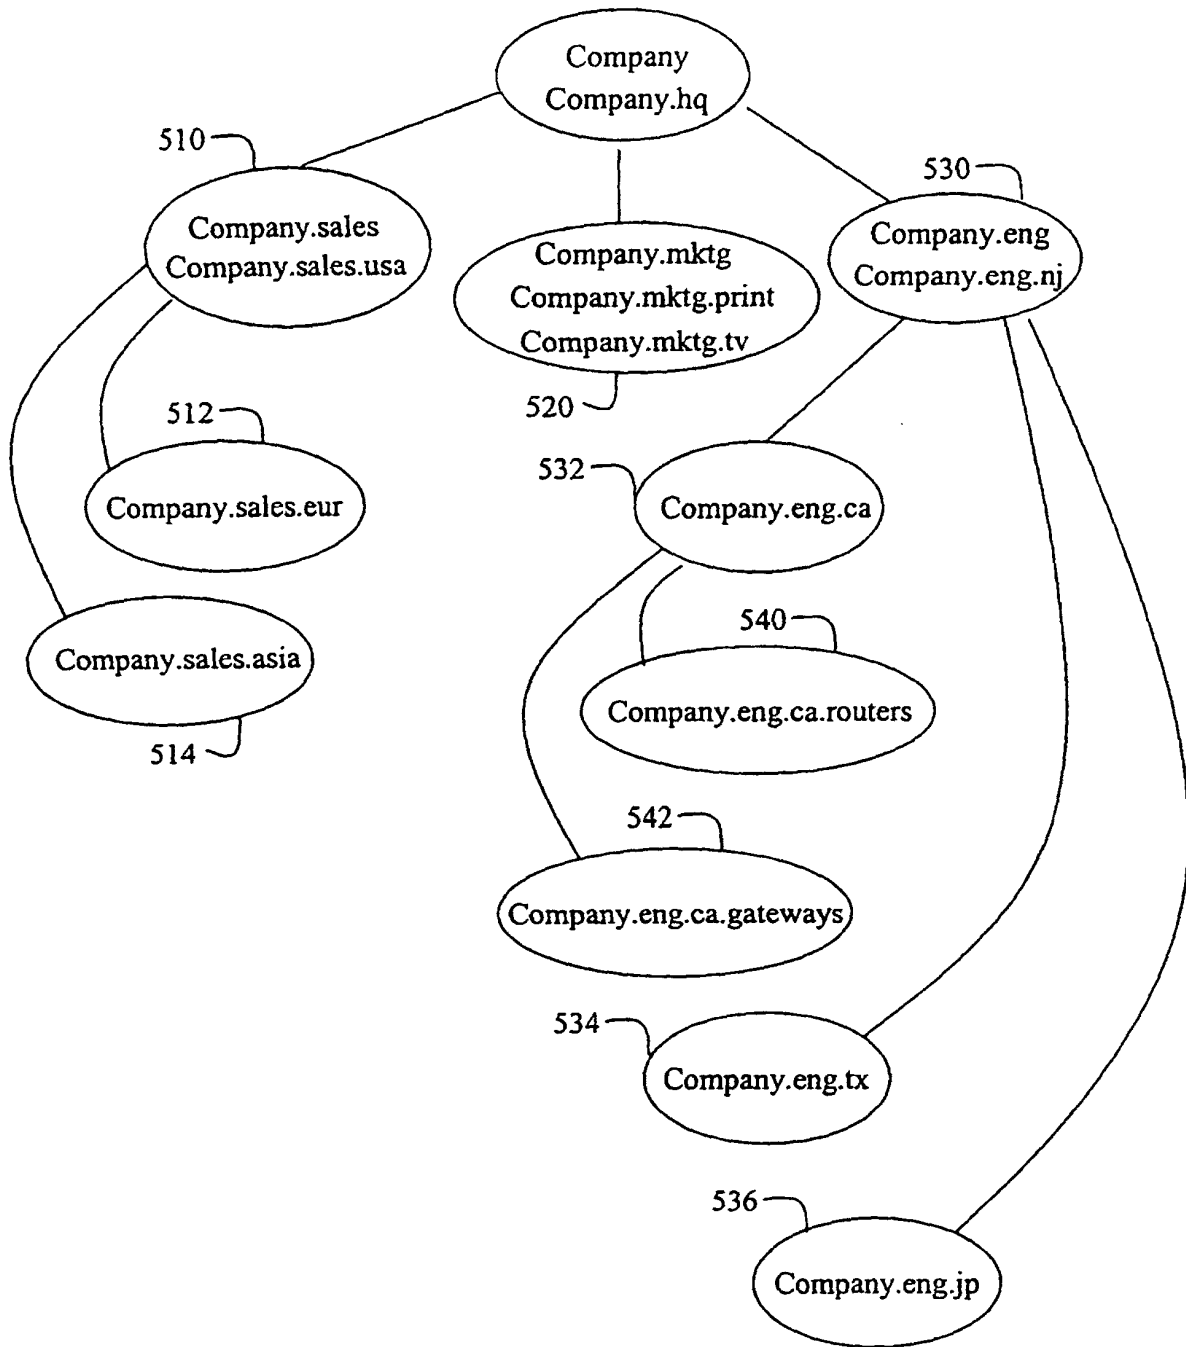 Company
Company.hq
510
530
Company.sales
Company.sales.usa
Company.mktg
Company.mktg.print
Company.mktg.tv
Company.eng
Company.eng.nj
520
512
532
Company.sales.eur
Company.eng.ca
540
Company.sales.asia
514
Company.eng.ca.routers
542
Company.eng.ca.gateways
534
Company.eng.tx
536
Company.eng.jp